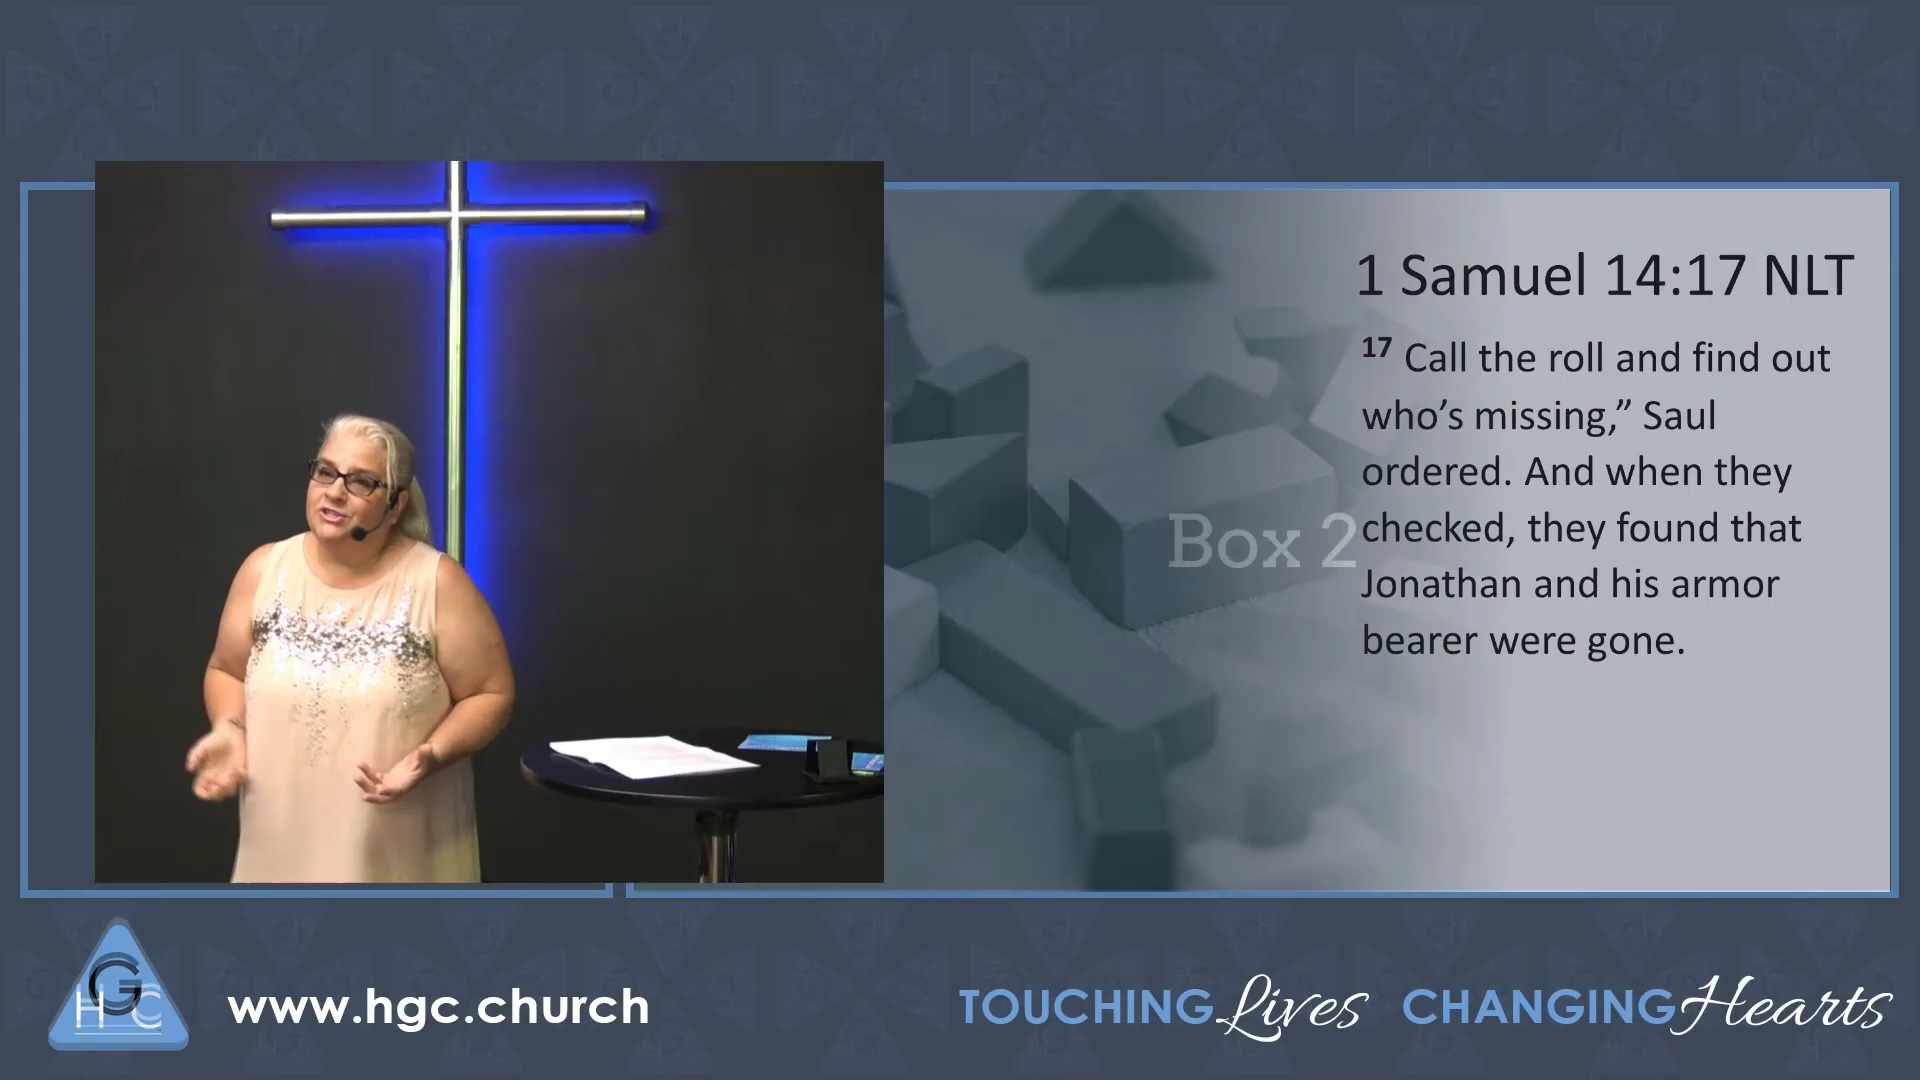 1 Samuel 14:17 NLT
17 Call the roll and find out
who’s missing,” Saul
ordered. And when they
checked, they found that
Jonathan and his armor
bearer were gone.
Box 2
HGC
www.hgc.church
TOUCHING Lives CHANGING Hearts